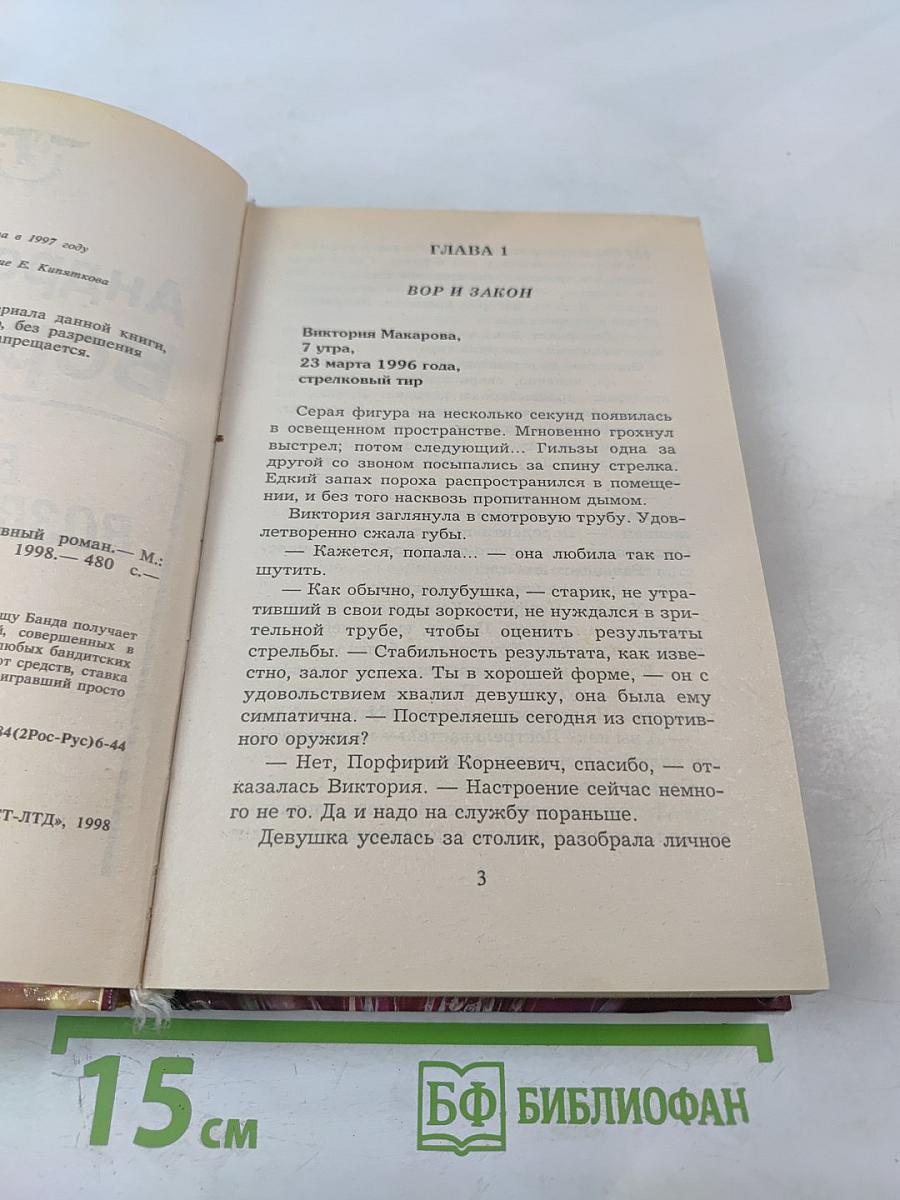 а в 1997 году
ие Е. Кипяткова
риала данной книги,
, без разрешения
апрещается.
вный роман.— М.:
1998.— 480 с.—
щу Банда получает
й, совершенных в
любых бандитских
от средств, ставка
игравший просто
84(2Рос-Рус)6-44
СТ-ЛТД», 1998
ГЛАВА 1
ВОР И ЗАКОН
Виктория Макарова,
7 утра,
23 марта 1996 года,
стрелковый тир
Серая фигура на несколько секунд появилась
в освещенном пространстве. Мгновенно грохнул
выстрел; потом следующий... Гильзы одна за
другой со звоном посыпались за спину стрелка.
Едкий запах пороха распространился в помеще-
нии, и без того насквозь пропитанном дымом.
Виктория заглянула в смотровую трубу. Удов-
летворенно сжала губы.
— Кажется, попала... — она любила так по-
шутить.
— Как обычно, голубушка, — старик, не утра-
тивший в свои годы зоркости, не нуждался в зри-
тельной трубе, чтобы оценить результаты
стрельбы. — Стабильность результата, как изве-
стно, залог успеха. Ты в хорошей форме, — он с
удовольствием хвалил девушку, она была ему
симпатична. — Постреляешь сегодня из спортив-
ного оружия?
— Нет, Порфирий Корнеевич, спасибо, — от-
казалась Виктория. — Настроение сейчас немно-
го не то. Да и надо на службу пораньше.
Девушка уселась за столик, разобрала личное
3
15 см
БФ БИБЛИОФАН